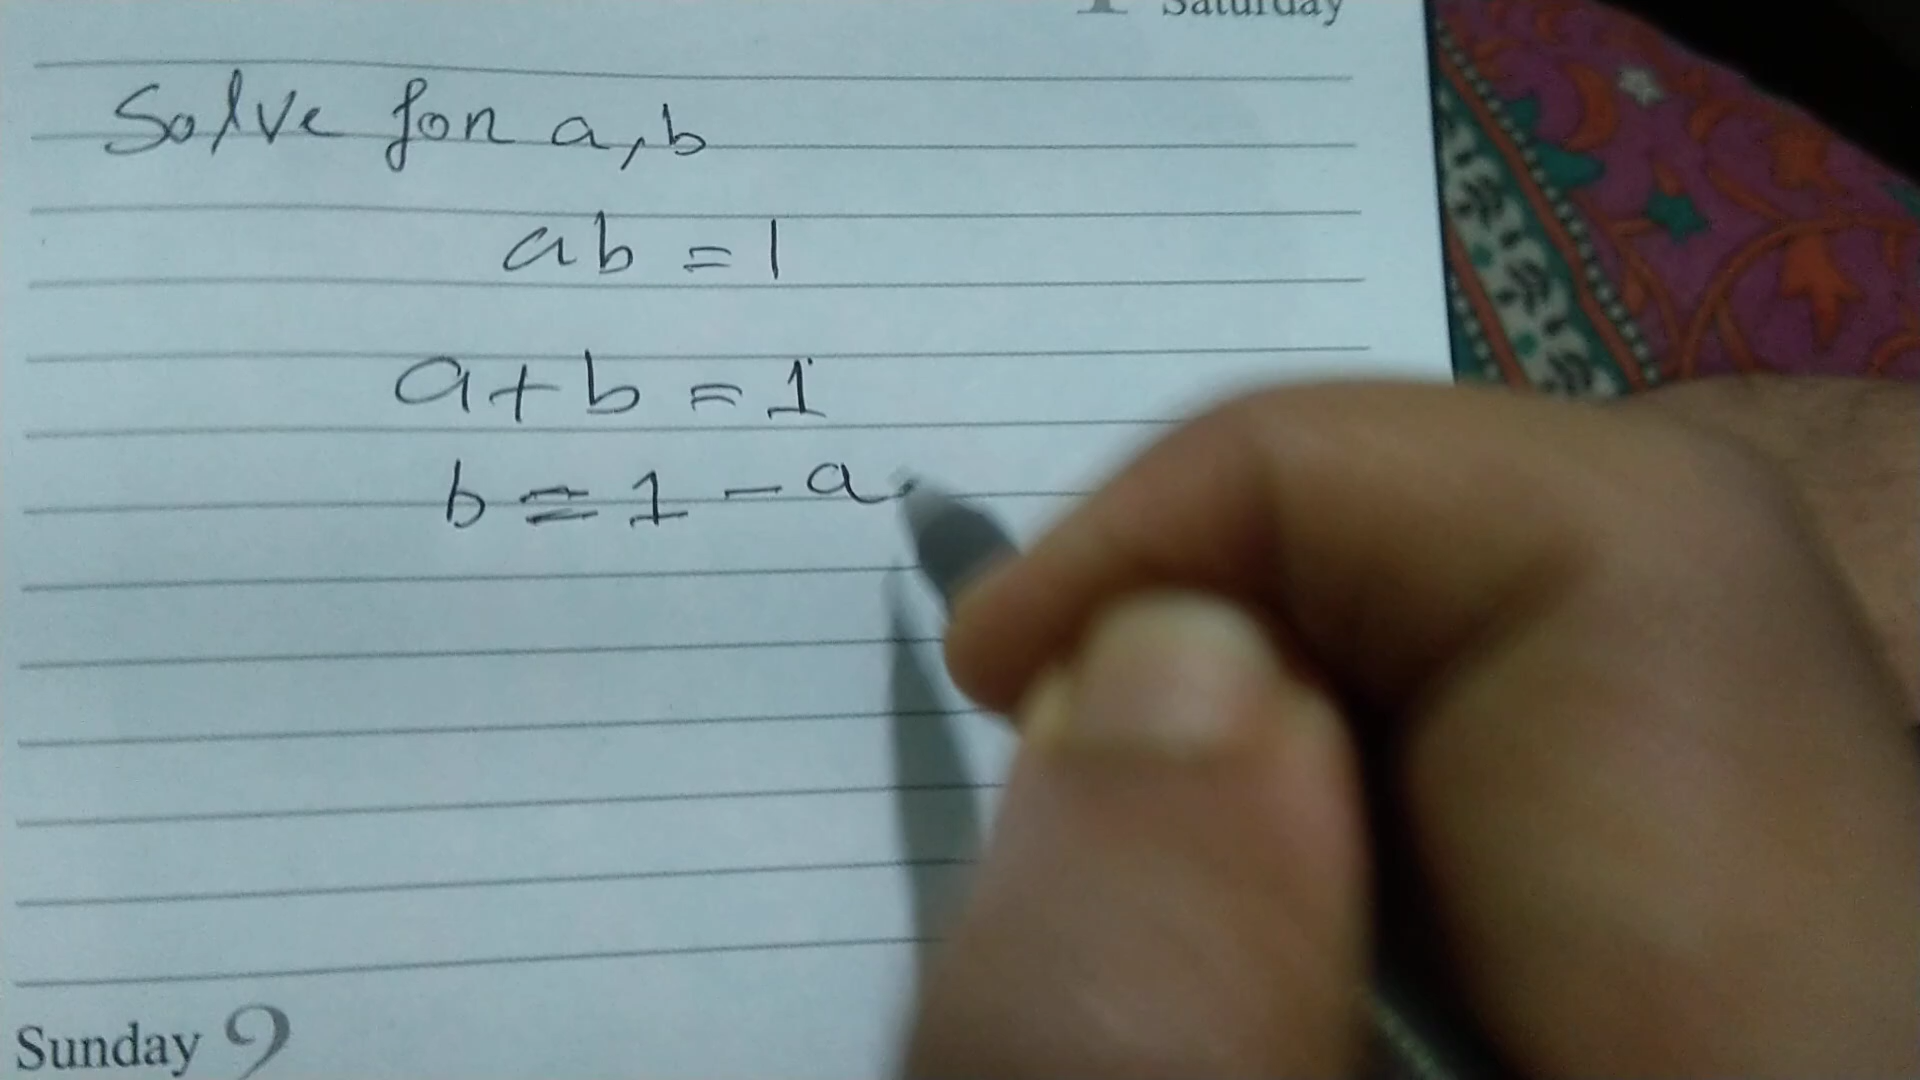 Saturday
Solve for a, b
ab = 1
a + b = 1
b = 1 - a
Sunday 9